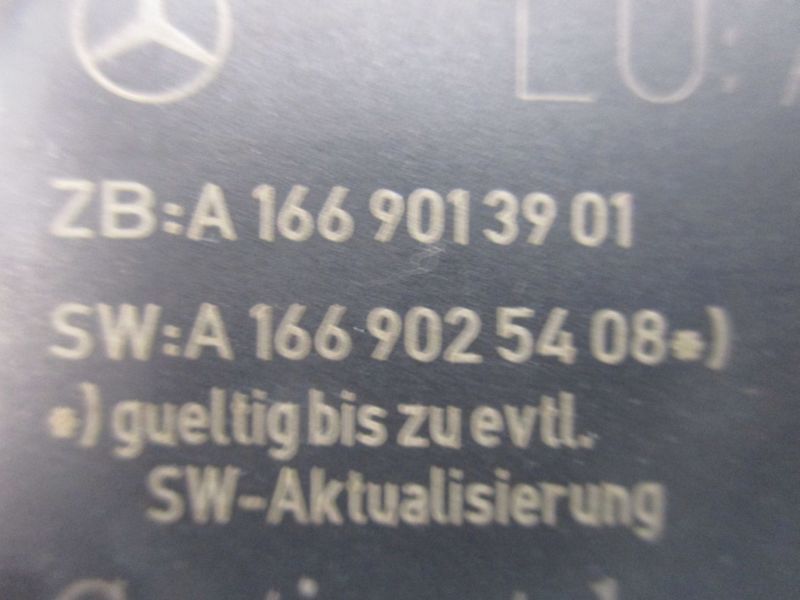 ZB:A 166 901 39 01
SW:A 166 902 54 08*)
*) gueltig bis zu evtl.
SW-Aktualisierung